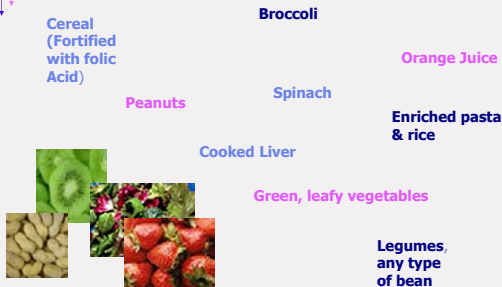 Broccoli
Cereal
(Fortified
with folic
Acid)
Orange Juice
Spinach
Peanuts
Enriched pasta
& rice
Cooked Liver
Green, leafy vegetables
Legumes,
any type
of bean